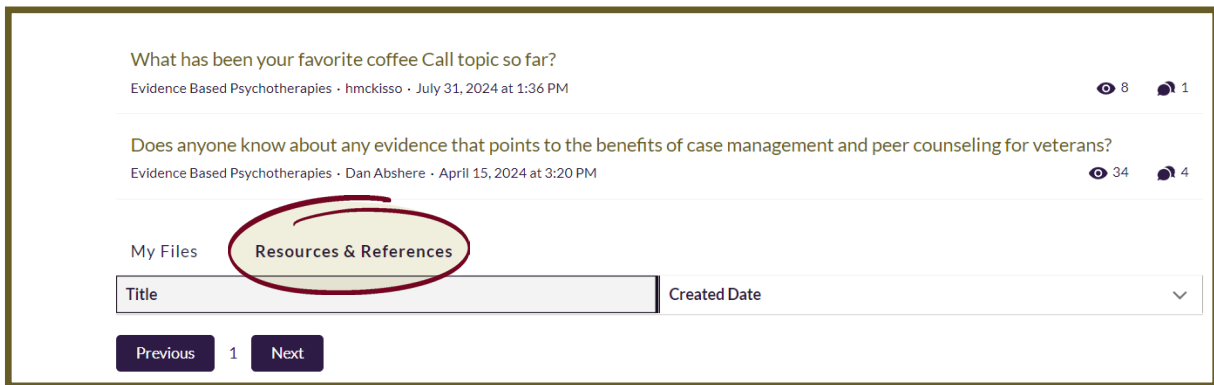 What has been your favorite coffee Call topic so far?
Evidence Based Psychotherapies · hmckisso · July 31, 2024 at 1:36 PM
8
1
Does anyone know about any evidence that points to the benefits of case management and peer counseling for veterans?
Evidence Based Psychotherapies · Dan Abshere · April 15, 2024 at 3:20 PM
34
4
My Files
Resources & References
Title
Created Date
Previous
1
Next